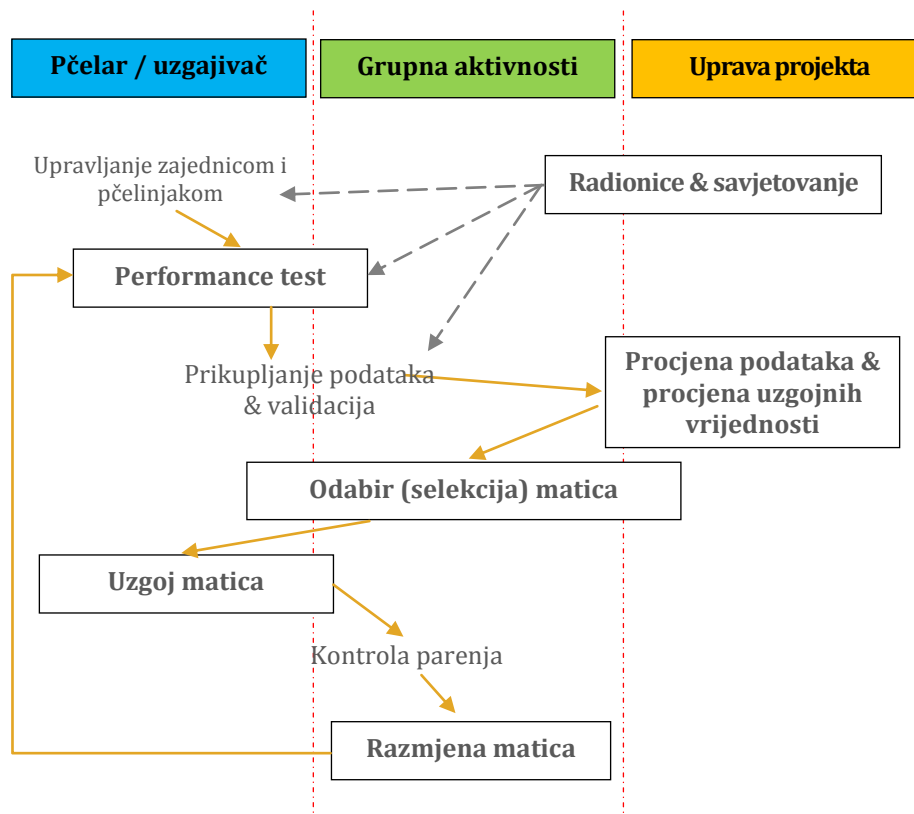 Pčelar / uzgajivač
Grupna aktivnosti
Uprava projekta
Upravljanje zajednicom i
pčelinjakom
Radionice & savjetovanje
Performance test
Prikupljanje podataka
& validacija
Procjena podataka &
procjena uzgojnih
vrijednosti
Odabir (selekcija) matica
Uzgoj matica
Kontrola parenja
Razmjena matica